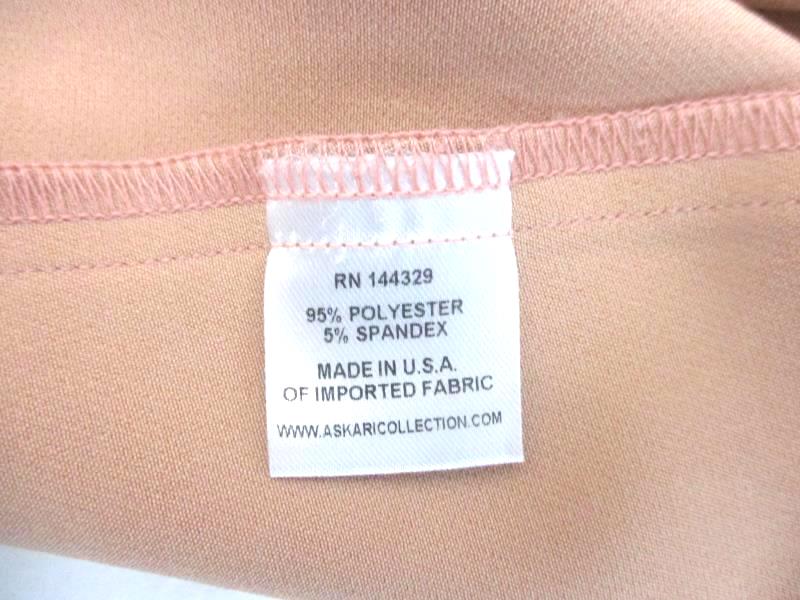 RN 144329
95% POLYESTER
5% SPANDEX
MADE IN U.S.A.
OF IMPORTED FABRIC
WWW.ASKARICOLLECTION.COM